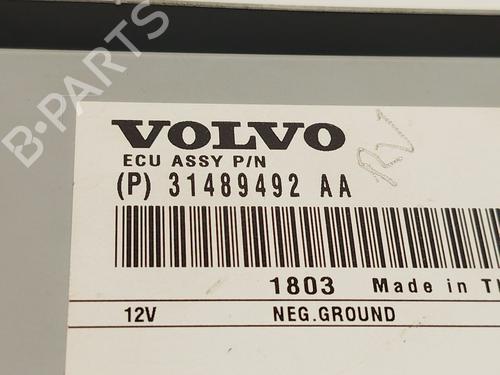 B-PARTS
VOLVO
ECU ASSY P/N
(P) 31489492 AA
1803 Made in
12V NEG.GROUND